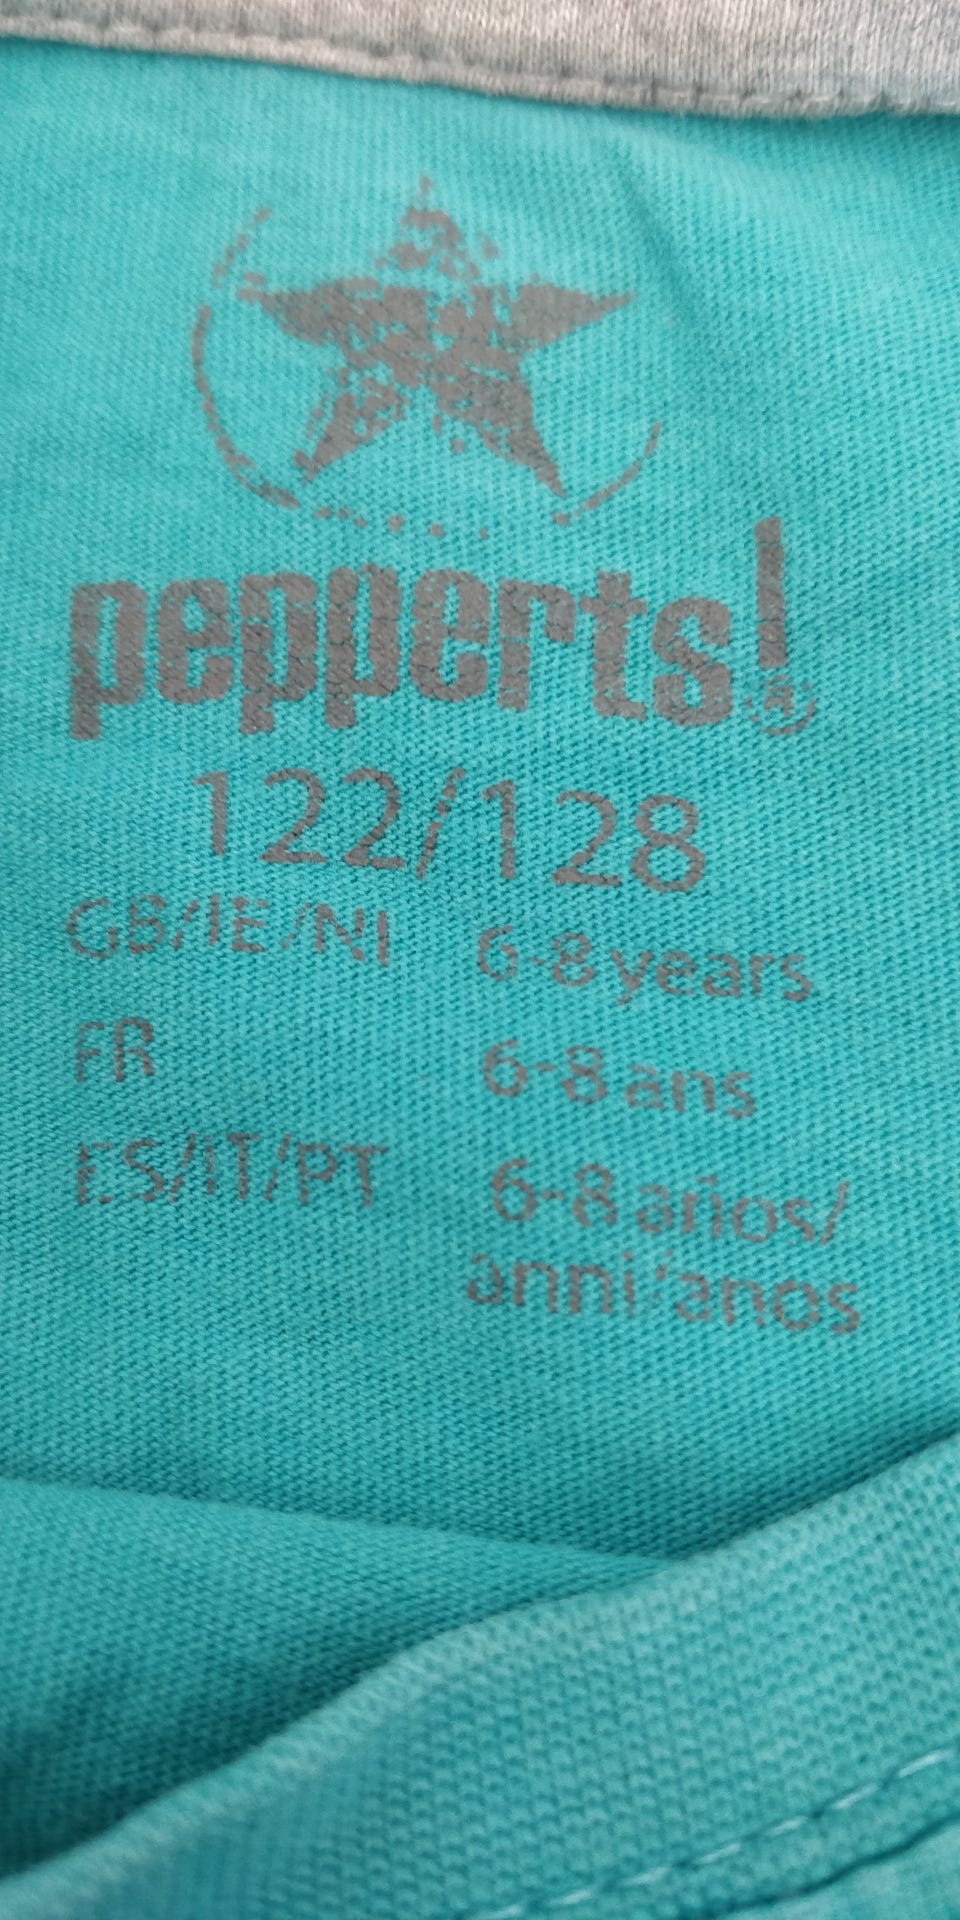 pepperts!®
122/128
GB/IE/NI 6-8 years
FR 6-8 ans
ES/IT/PT 6-8 años/
anni/anos